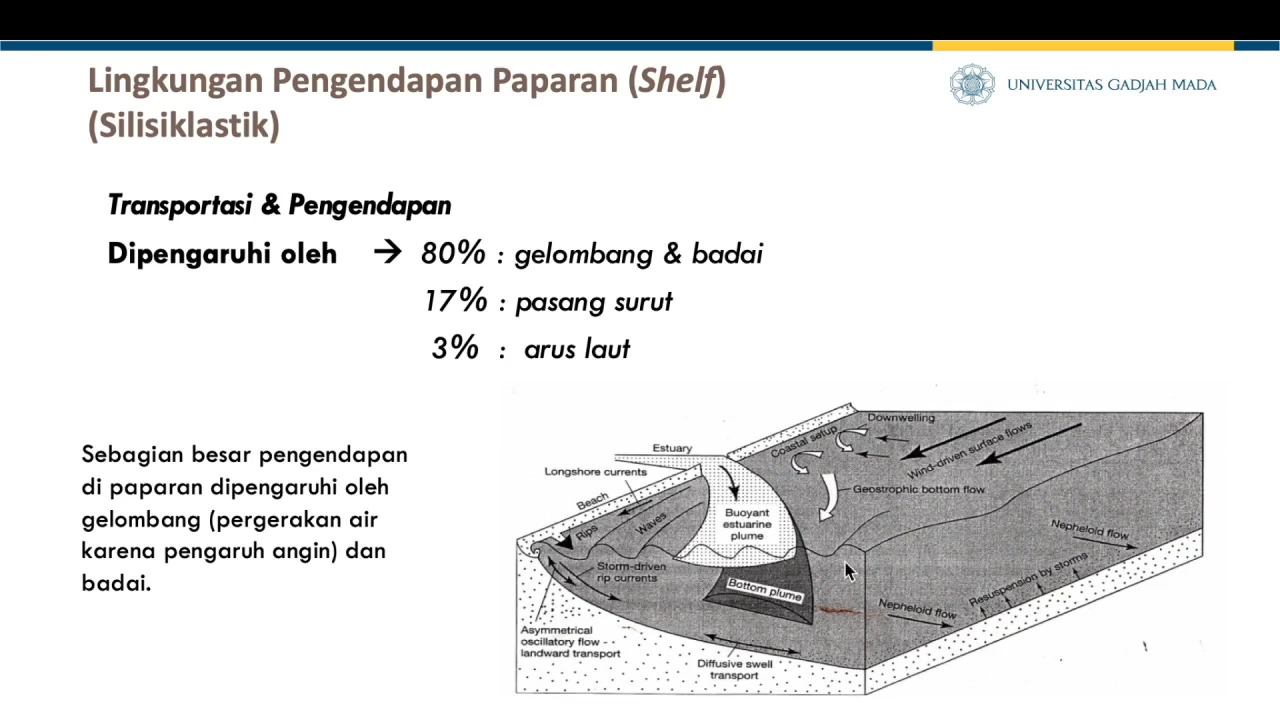 Lingkungan Pengendapan Paparan (Shelf)
(Silisiklastik)
UNIVERSITAS GADJAH MADA
Transportasi & Pengendapan
Dipengaruhi oleh → 80% : gelombang & badai
17% : pasang surut
3% : arus laut
Sebagian besar pengendapan
di paparan dipengaruhi oleh
gelombang (pergerakan air
karena pengaruh angin) dan
badai.
Downwelling
Coastal setup
Wind-driven surface flows
Estuary
Longshore currents
Geostrophic bottom flow
Beach
Buoyant
estuarine
plume
Rips
Waves
Nepheloid flow
Storm-driven
rip currents
Bottom plume
Resuspension by storms
Nepheloid flow
Asymmetrical
oscillatory flow -
landward transport
Diffusive swell
transport